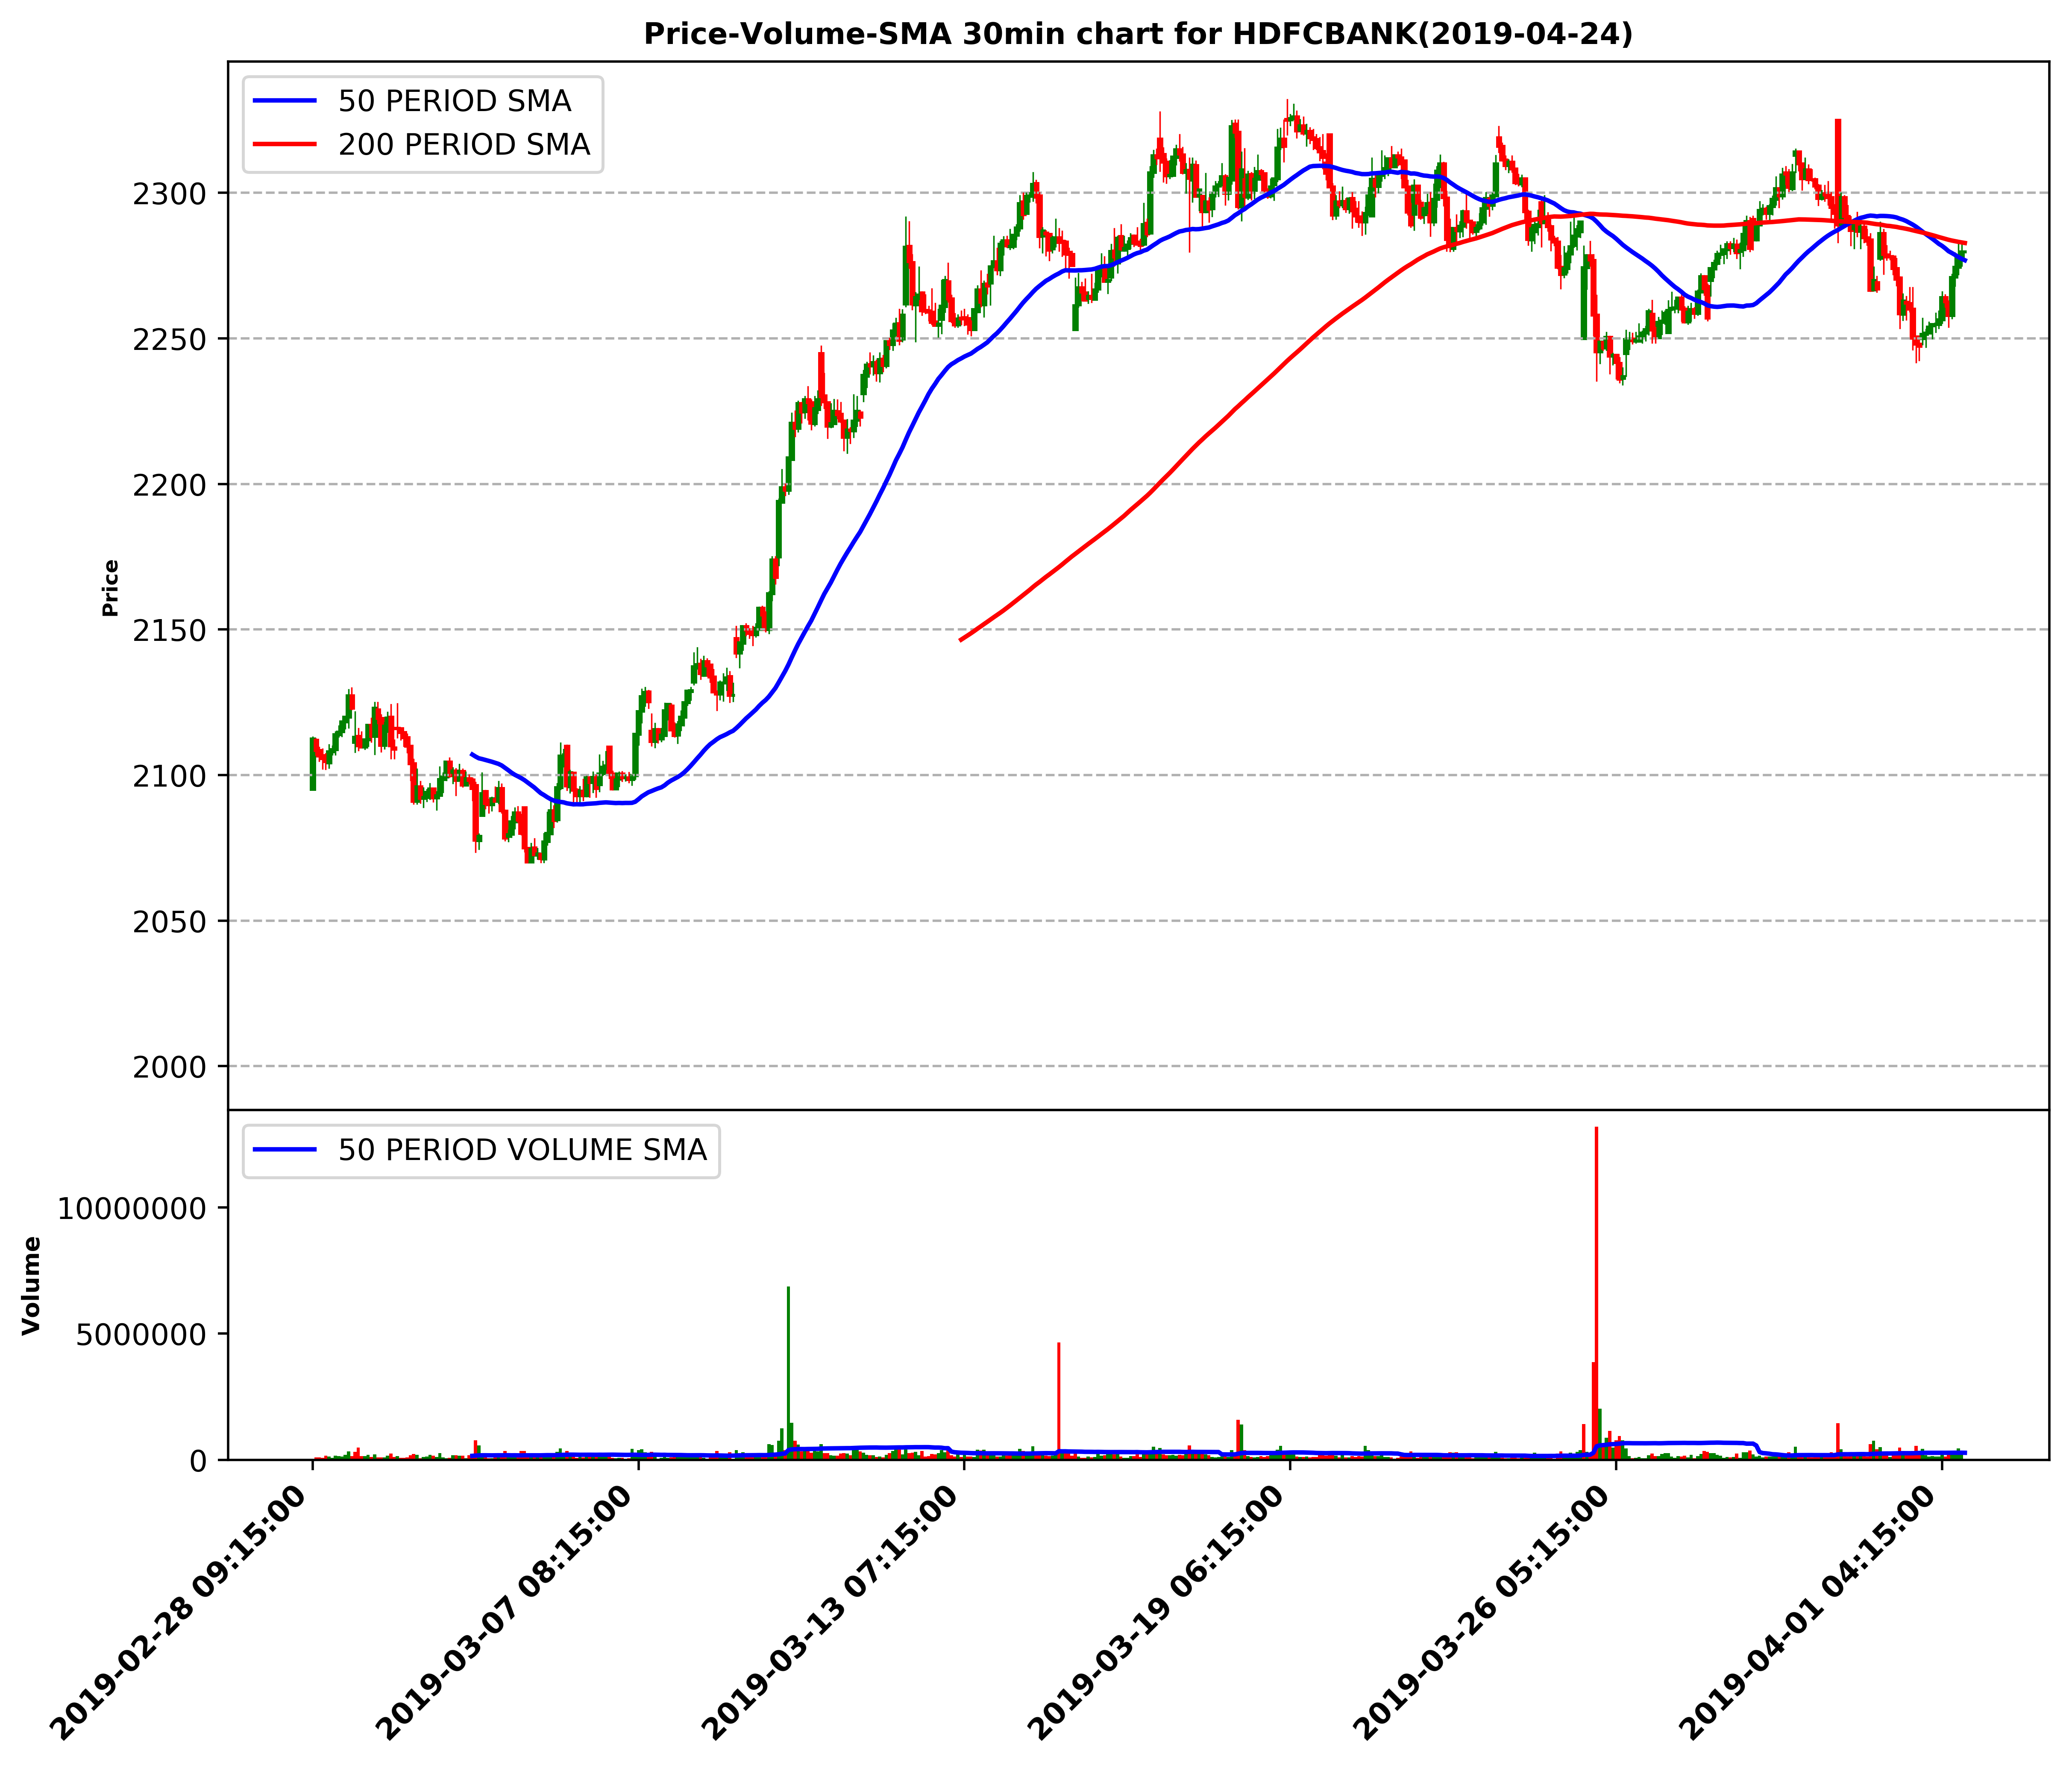 Price-Volume-SMA 30min chart for HDFCBANK(2019-04-24)
50 PERIOD SMA
200 PERIOD SMA
2300
2250
2200
2150
2100
2050
2000
Price
50 PERIOD VOLUME SMA
10000000
5000000
0
Volume
2019-02-28 09:15:00
2019-03-07 08:15:00
2019-03-13 07:15:00
2019-03-19 06:15:00
2019-03-26 05:15:00
2019-04-01 04:15:00